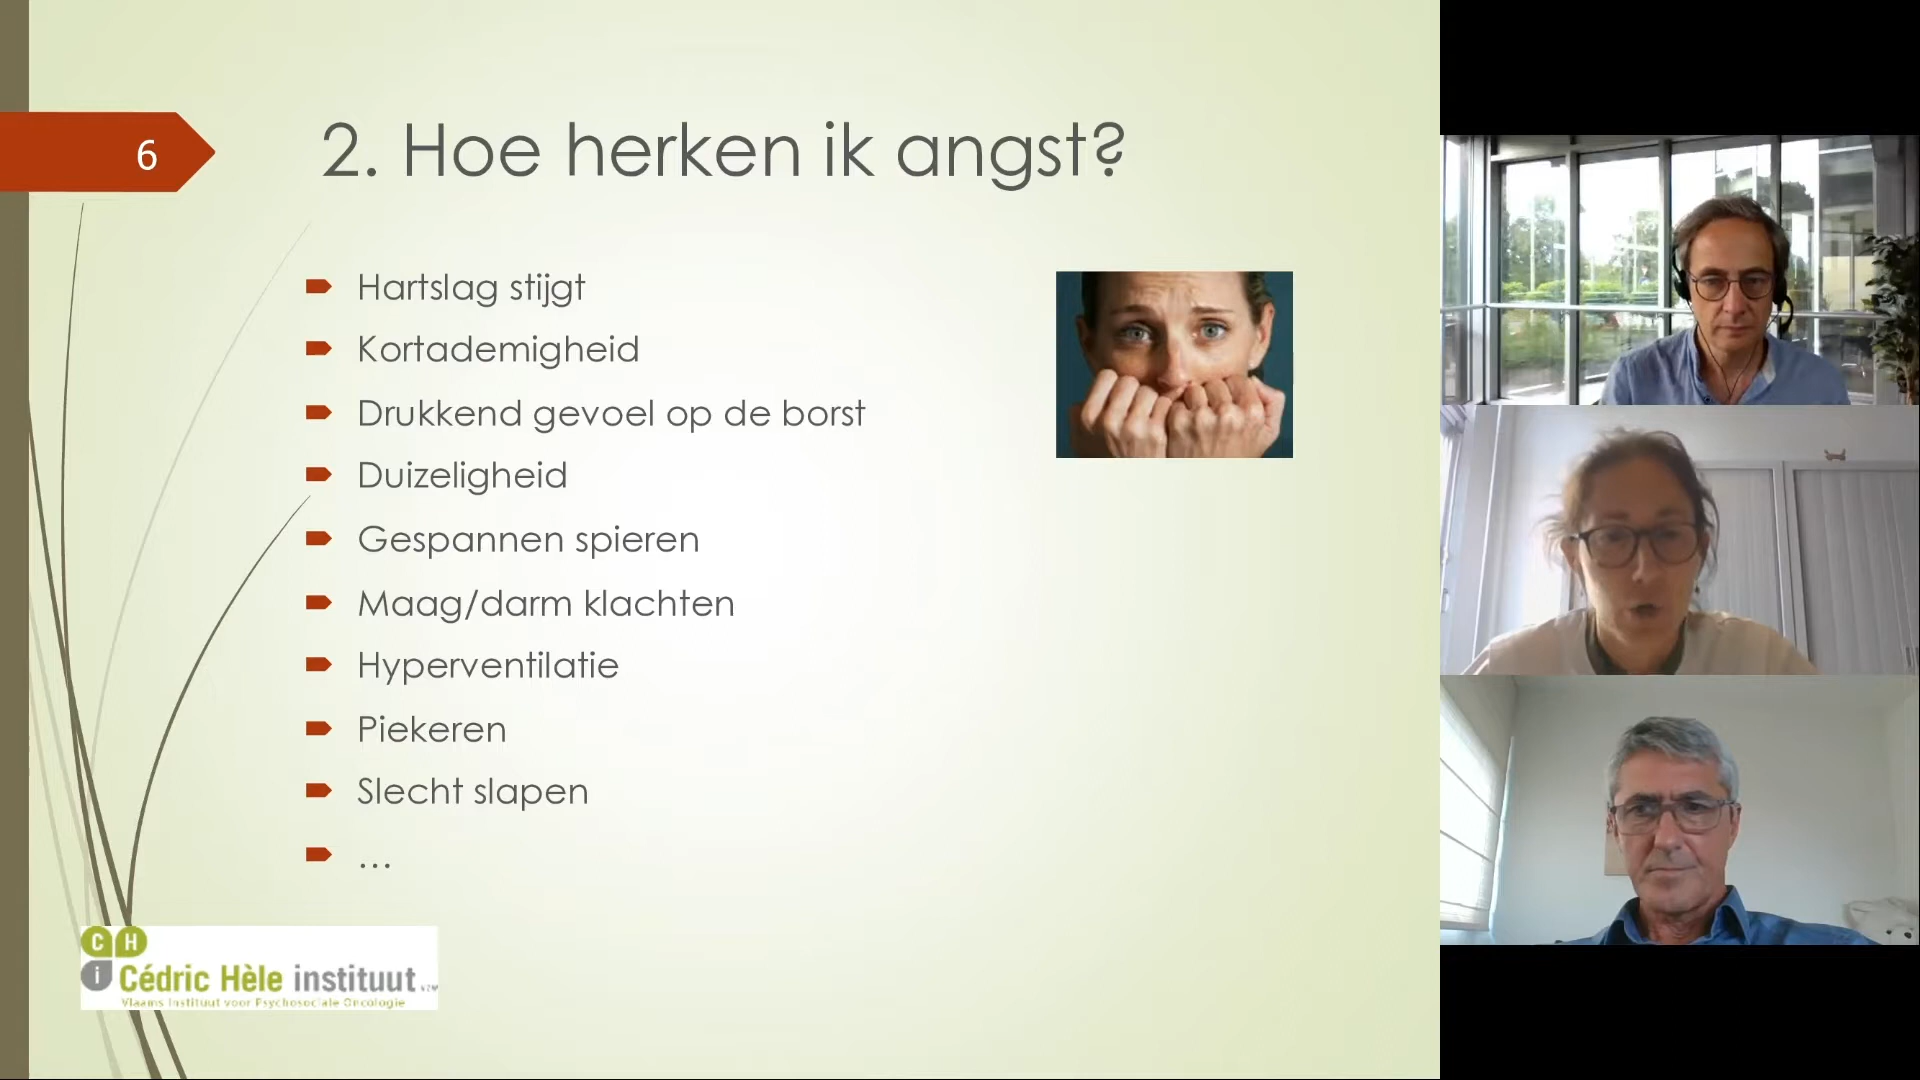 6
2. Hoe herken ik angst?
Hartslag stijgt
Kortademigheid
Drukkend gevoel op de borst
Duizeligheid
Gespannen spieren
Maag/darm klachten
Hyperventilatie
Piekeren
Slecht slapen
...
C H
i
Cédric Hèle instituut vzw
Vlaams Instituut voor Psychosociale Oncologie